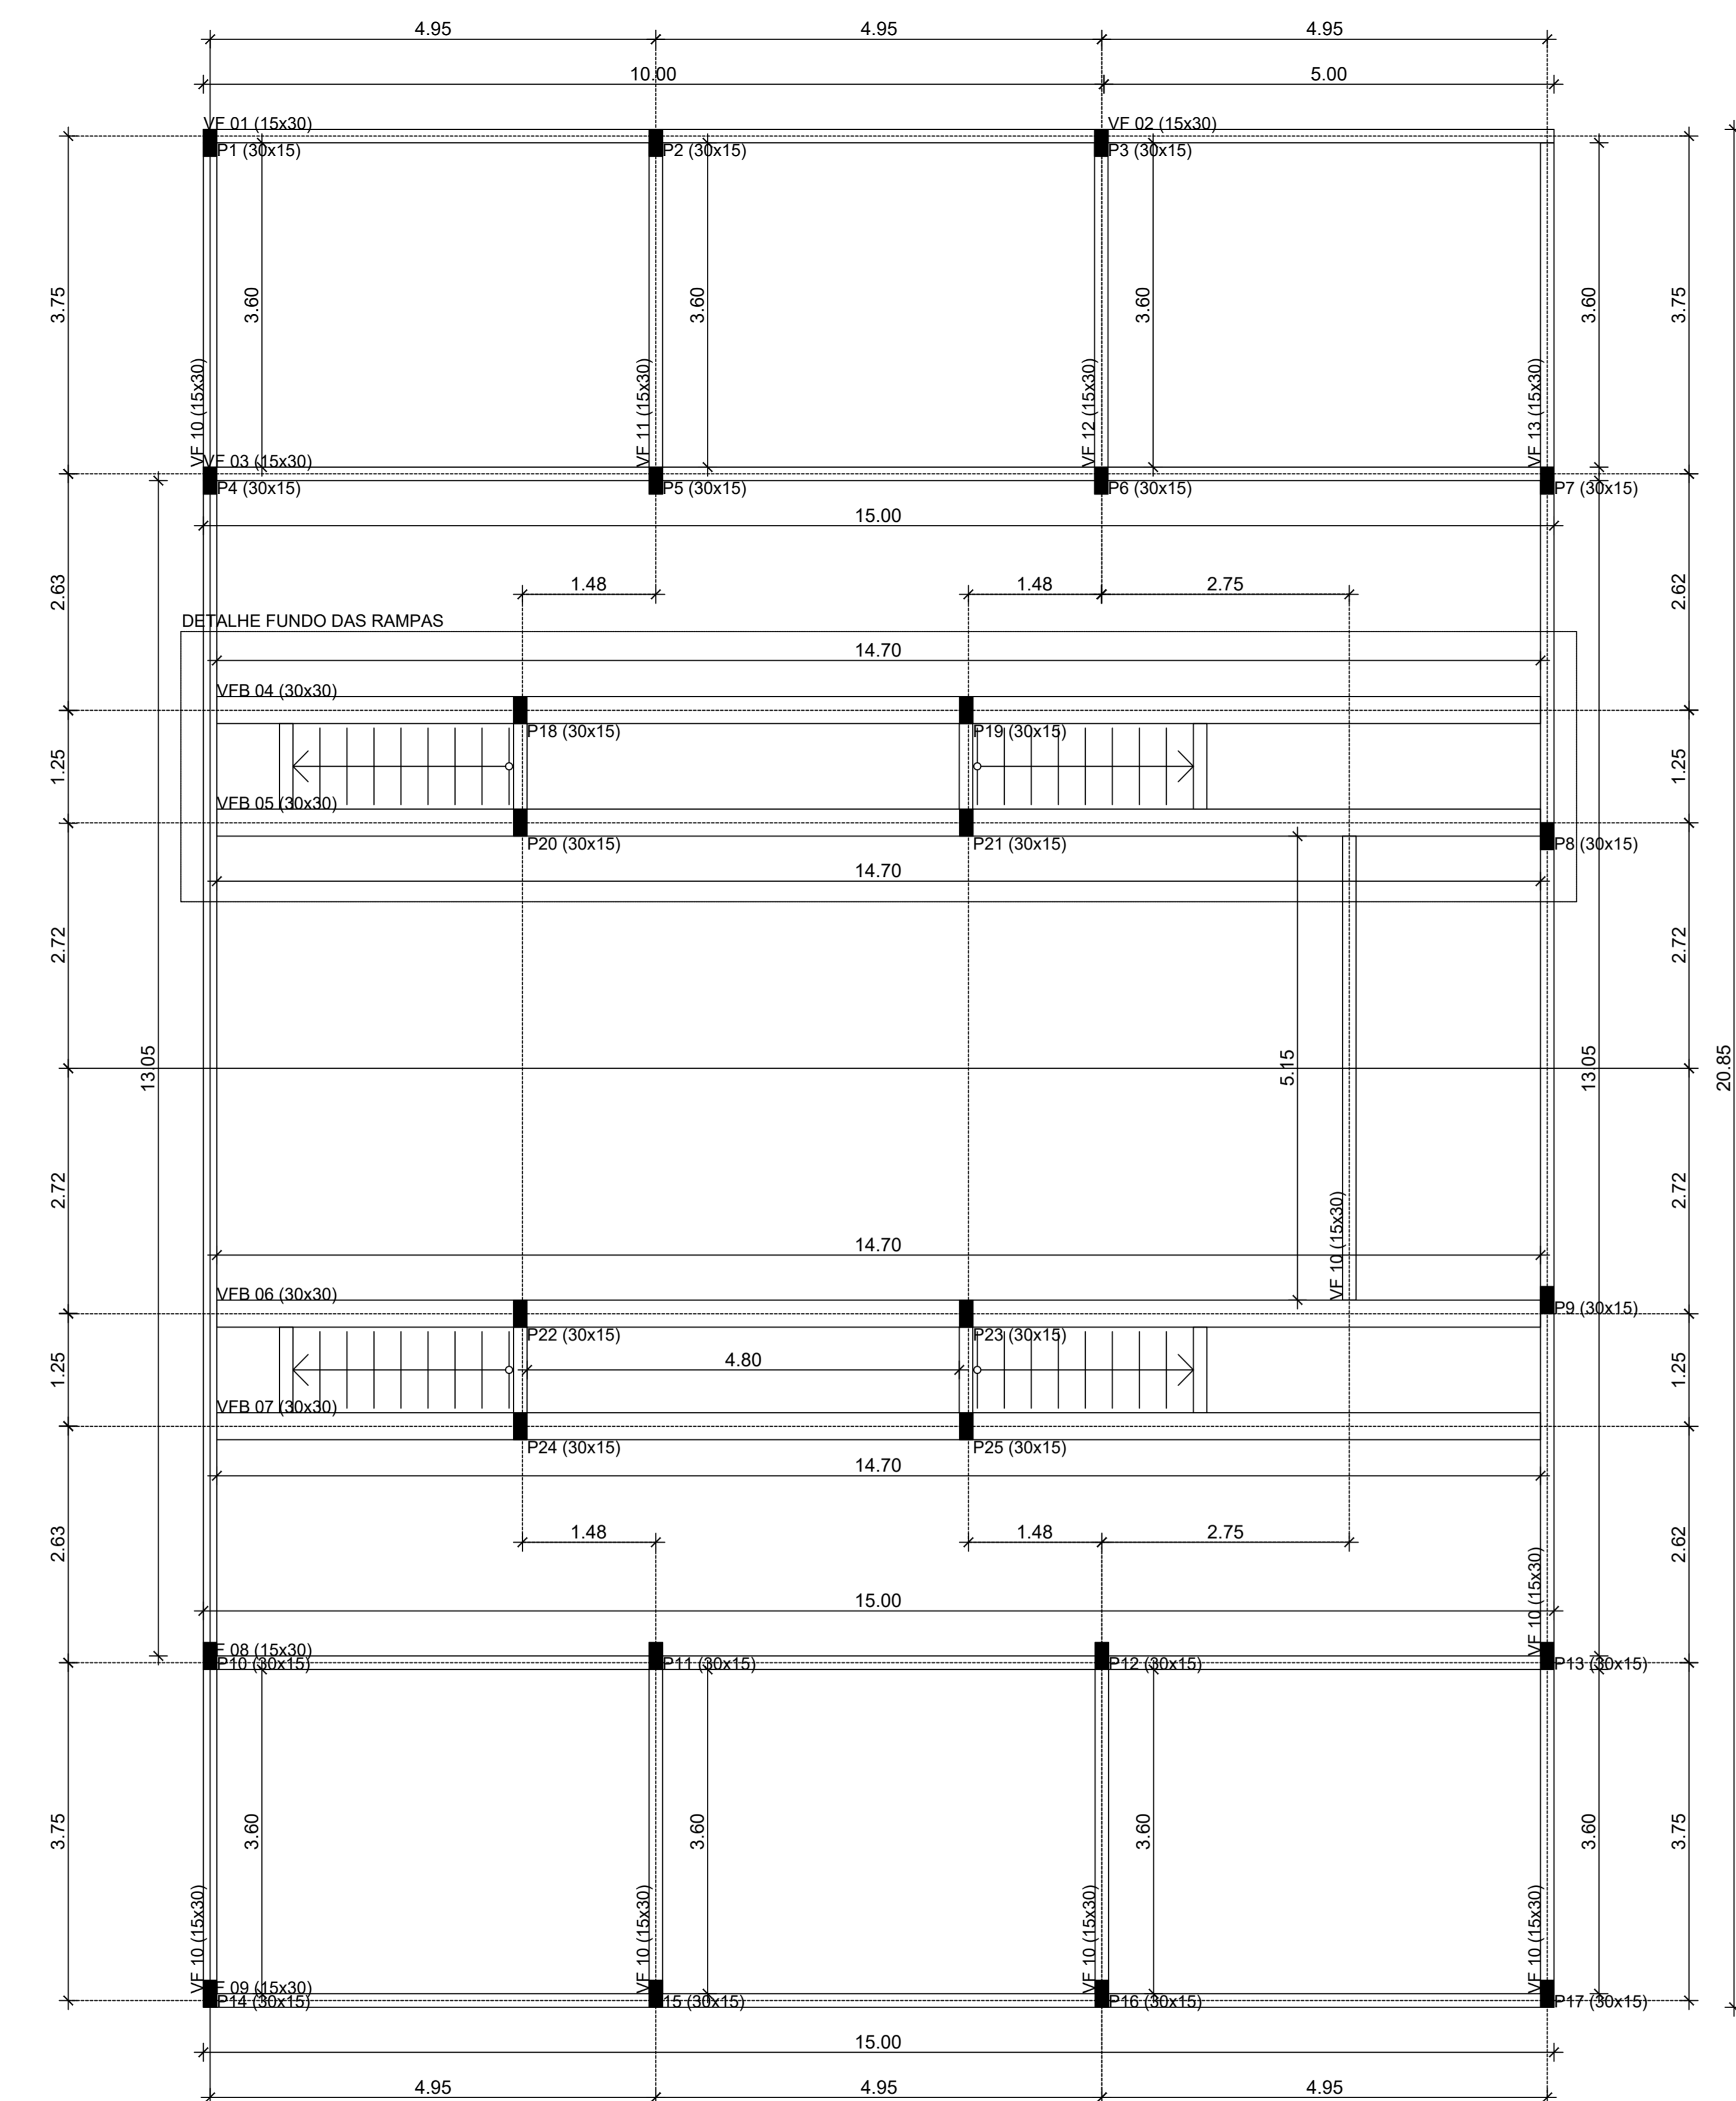 4.95 4.95 4.95
10.00 5.00
VF 01 (15x30) VF 02 (15x30)
P1 (30x15) P2 (30x15) P3 (30x15)
3.75 3.60 3.60 3.60 3.60 3.75
VF 10 (15x30) VF 11 (15x30) VF 12 (15x30) VF 13 (15x30)
VF 03 (15x30)
P4 (30x15) P5 (30x15) P6 (30x15) P7 (30x15)
15.00
2.63 1.48 1.48 2.75 2.62
DETALHE FUNDO DAS RAMPAS
14.70
VFB 04 (30x30)
P18 (30x15) P19 (30x15)
1.25 1.25
VFB 05 (30x30)
P20 (30x15) P21 (30x15) P8 (30x15)
14.70
2.72 2.72
13.05 5.15 13.05 20.85
2.72 2.72
VF 10 (15x30)
14.70
VFB 06 (30x30)
P9 (30x15)
P22 (30x15) P23 (30x15)
1.25 4.80 1.25
VFB 07 (30x30)
P24 (30x15) P25 (30x15)
14.70
2.63 1.48 1.48 2.75 2.62
VF 10 (15x30)
15.00
F 08 (15x30)
P10 (30x15) P11 (30x15) P12 (30x15) P13 (30x15)
3.75 3.60 3.60 3.60 3.60 3.75
VF 10 (15x30) VF 10 (15x30) VF 10 (15x30) VF 10 (15x30)
F 09 (15x30)
P14 (30x15) 15 (30x15) P16 (30x15) P17 (30x15)
15.00
4.95 4.95 4.95